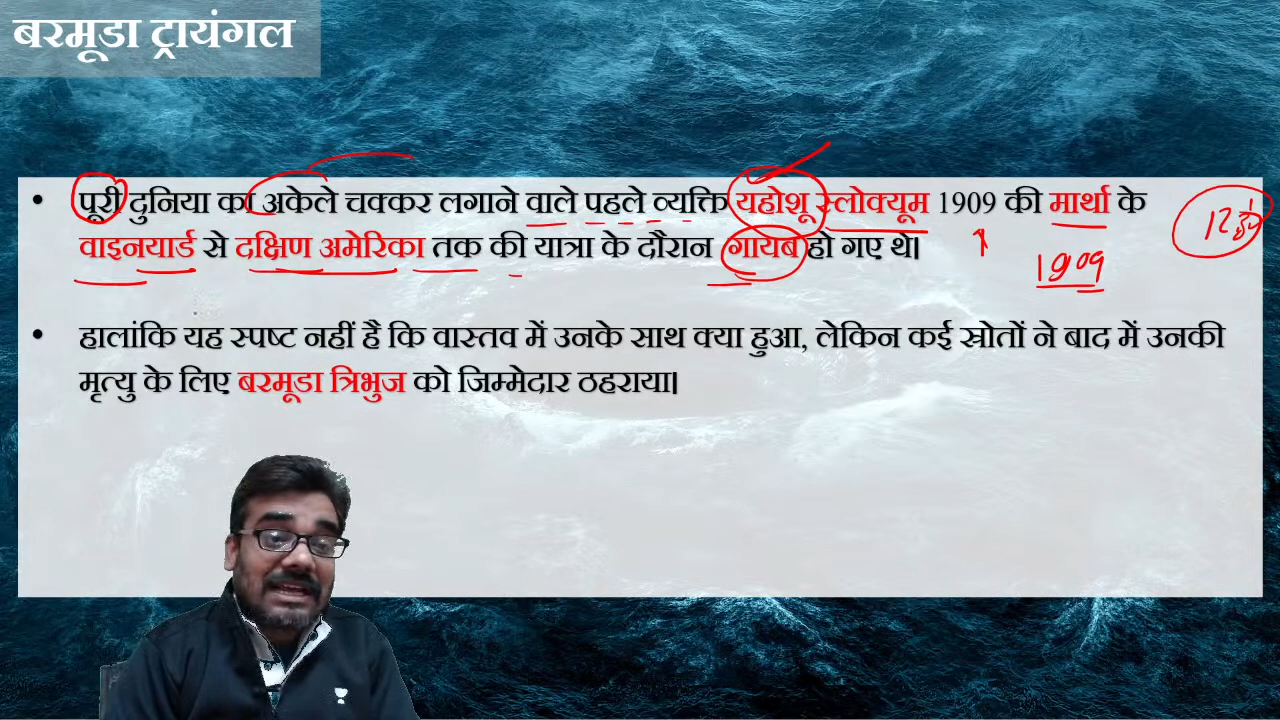 बरमूडा ट्रायंगल
• पूरी दुनिया का अकेले चक्कर लगाने वाले पहले व्यक्ति यहोशू स्लोक्यूम 1909 की मार्था के
वाइनयार्ड से दक्षिण अमेरिका तक की यात्रा के दौरान गायब हो गए थे।
1909
• हालांकि यह स्पष्ट नहीं है कि वास्तव में उनके साथ क्या हुआ, लेकिन कई स्रोतों ने बाद में उनकी
मृत्यु के लिए बरमूडा त्रिभुज को जिम्मेदार ठहराया।